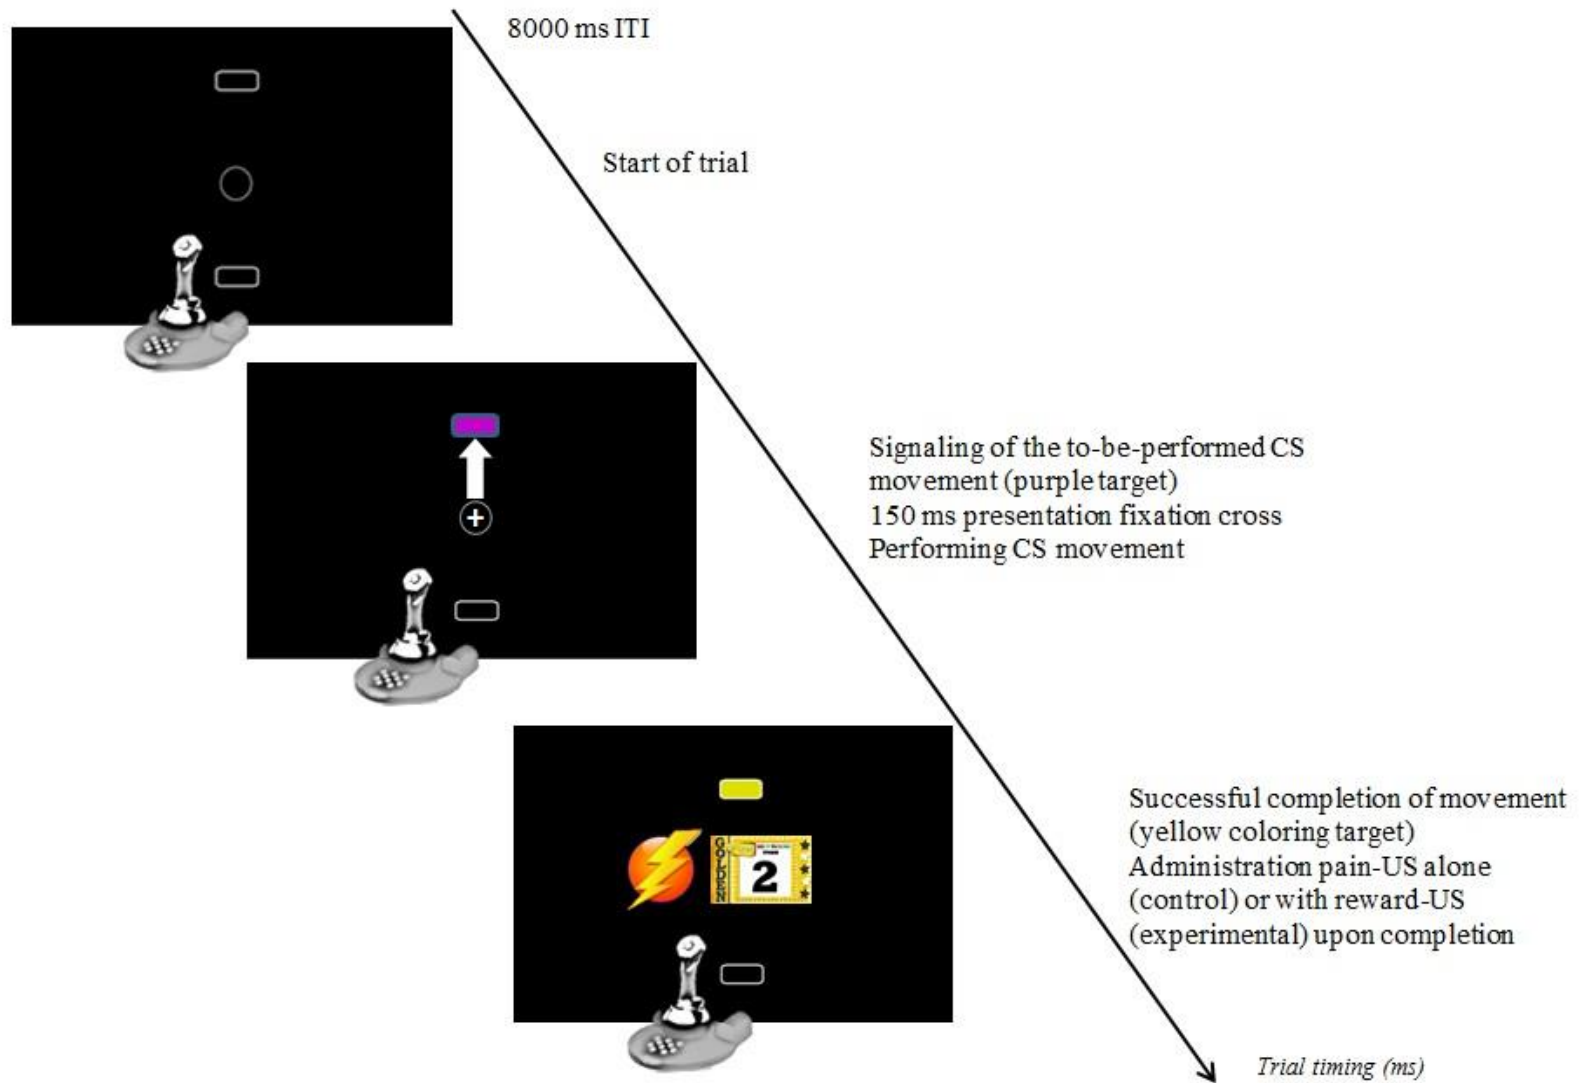 8000 ms ITI
Start of trial
Signaling of the to-be-performed CS
movement (purple target)
150 ms presentation fixation cross
Performing CS movement
Successful completion of movement
(yellow coloring target)
Administration pain-US alone
(control) or with reward-US
(experimental) upon completion
GOLDEN
2
Trial timing (ms)